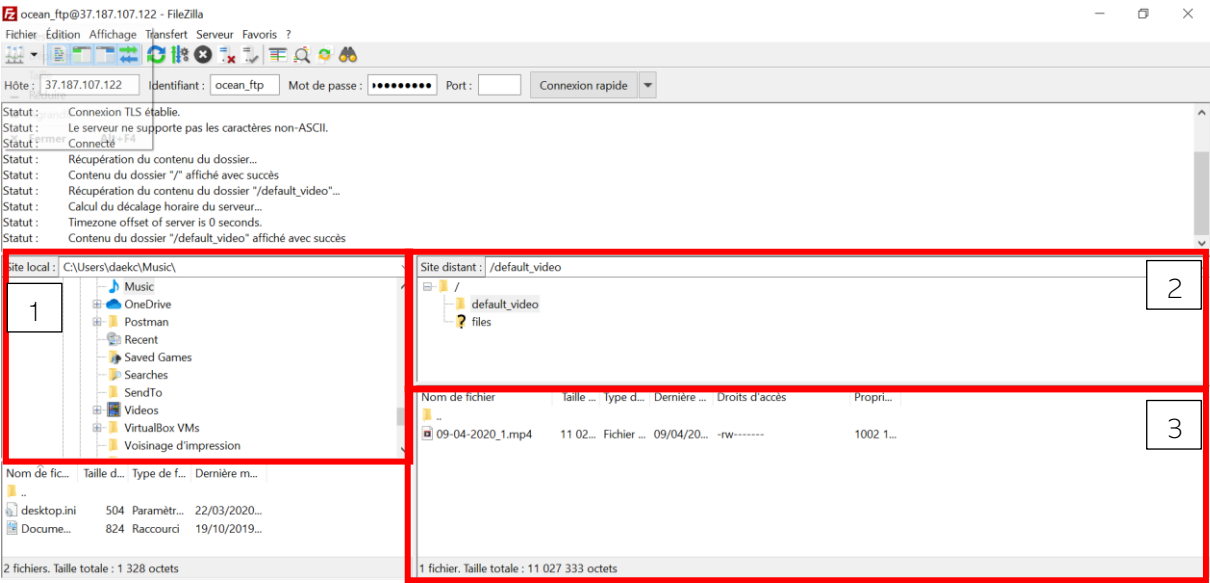 ocean_ftp@37.187.107.122 - FileZilla
Fichier Édition Affichage Transfert Serveur Favoris ?
Hôte : 37.187.107.122 Identifiant : ocean_ftp Mot de passe : ●●●●●●●●● Port : Connexion rapide
Réduire
Fermer Alt+F4
Statut : Connexion TLS établie.
Statut : Le serveur ne supporte pas les caractères non-ASCII.
Statut : Connecté
Statut : Récupération du contenu du dossier...
Statut : Contenu du dossier "/" affiché avec succès
Statut : Récupération du contenu du dossier "/default_video"...
Statut : Calcul du décalage horaire du serveur...
Statut : Timezone offset of server is 0 seconds.
Statut : Contenu du dossier "/default_video" affiché avec succès
Site local : C:\Users\daekc\Music\
1
Music
OneDrive
Postman
Recent
Saved Games
Searches
SendTo
Videos
VirtualBox VMs
Voisinage d'impression
Nom de fic... Taille d... Type de f... Dernière m...
..
desktop.ini 504 Paramètr... 22/03/2020...
Docume... 824 Raccourci 19/10/2019...
2 fichiers. Taille totale : 1 328 octets
Site distant : /default_video
2
/
default_video
? files
Nom de fichier Taille ... Type d... Dernière ... Droits d'accès Propri...
..
09-04-2020_1.mp4 11 02... Fichier ... 09/04/20... -rw------- 1002 1...
3
1 fichier. Taille totale : 11 027 333 octets